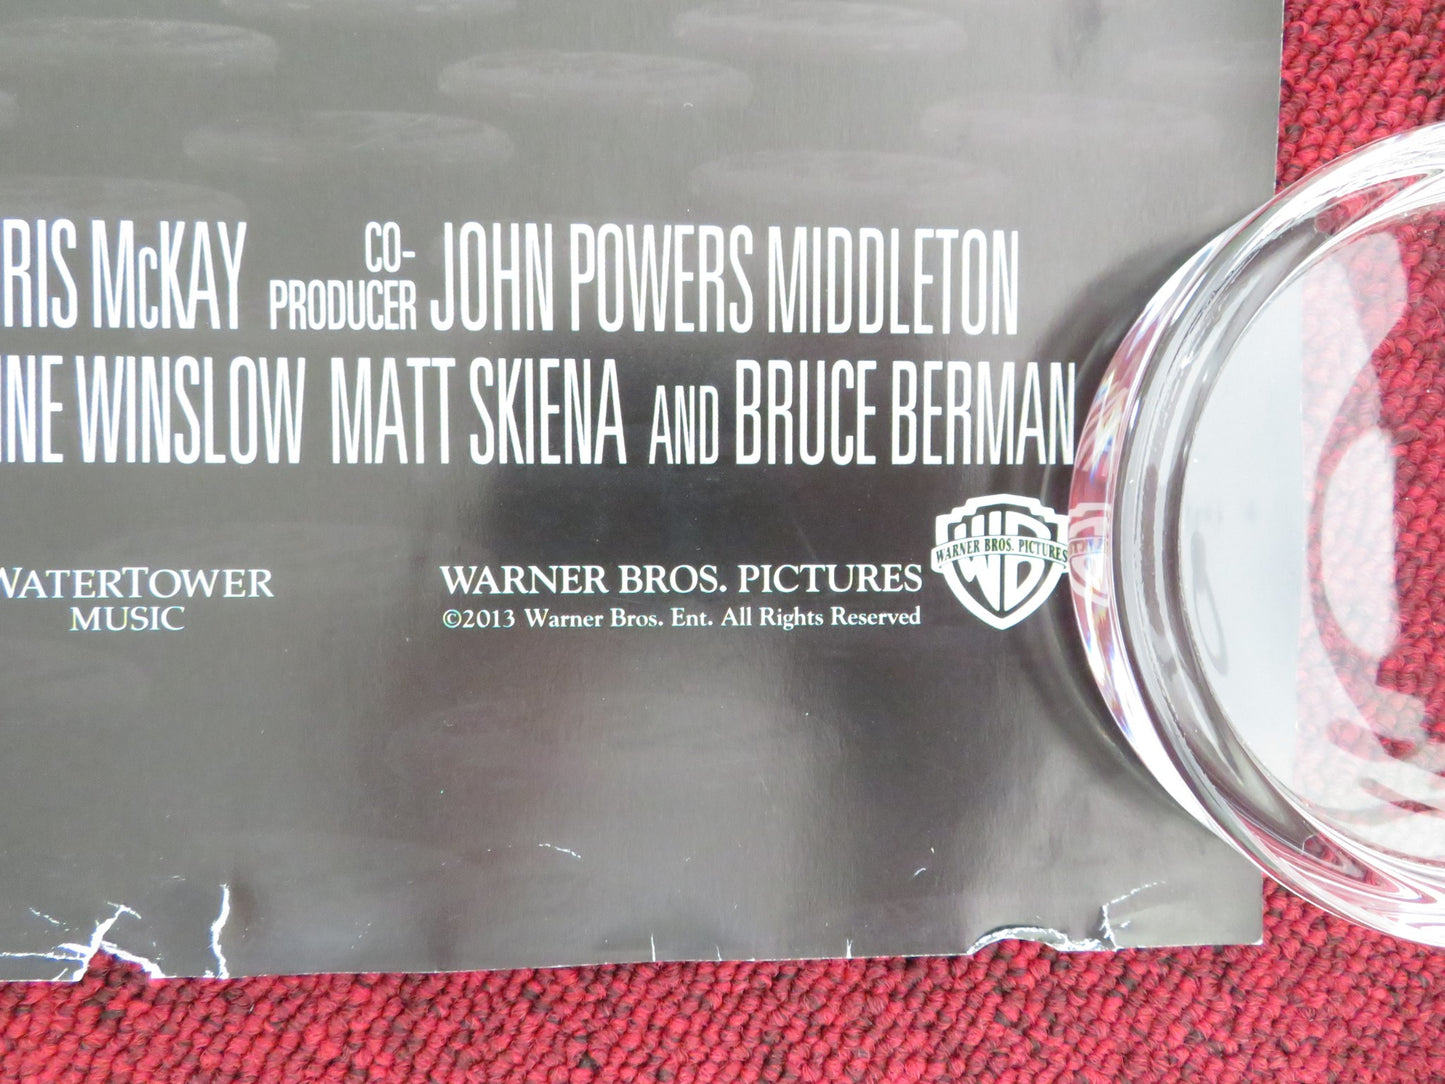 RIS McKAY CO-PRODUCER JOHN POWERS MIDDLETON
NE WINSLOW MATT SKIENA AND BRUCE BERMAN
WATERTOWER
MUSIC
WARNER BROS. PICTURES
©2013 Warner Bros. Ent. All Rights Reserved
WB
WARNER BROS. PICTURES